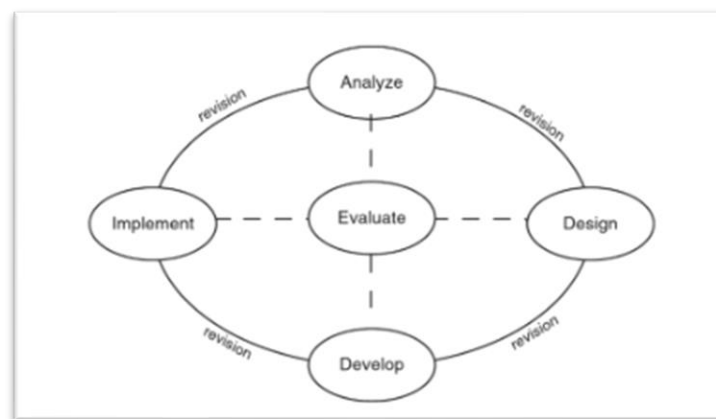 Analyze
revision
revision
Implement
Evaluate
Design
revision
revision
Develop